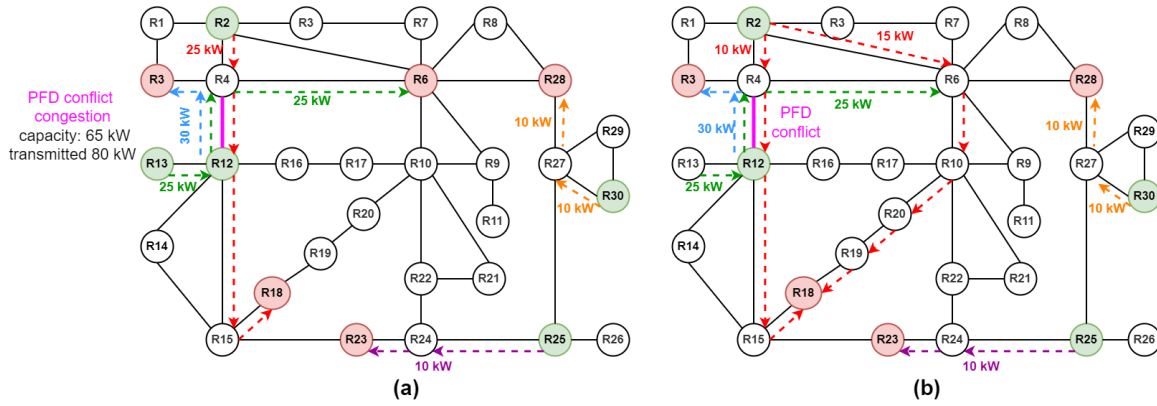 R1
R2
R3
R7
R8
25 kW
R3
R4
R6
R28
25 kW
PFD conflict
congestion
capacity: 65 kW
transmitted 80 kW
30 kW
10 kW
R29
R13
R12
R16
R17
R10
R9
R27
25 kW
R30
10 kW
R20
R11
R14
R19
R18
R22
R21
R15
R23
R24
R25
R26
10 kW
(a)
R1
R2
R3
R7
R8
15 kW
10 kW
R3
R4
R6
R28
25 kW
30 kW
PFD
conflict
10 kW
R29
R13
R12
R16
R17
R10
R9
R27
25 kW
R30
10 kW
R20
R11
R14
R19
R18
R22
R21
R15
R23
R24
R25
R26
10 kW
(b)